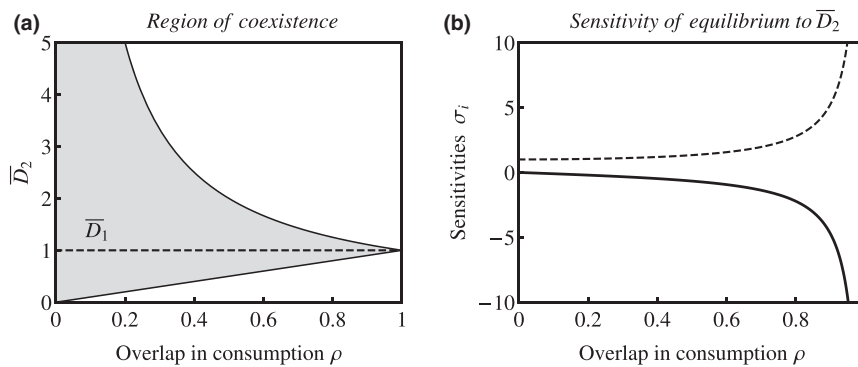 (a) Region of coexistence
5
4
3
2
1
0
D̅₂
D̅₁
0 0.2 0.4 0.6 0.8 1
Overlap in consumption ρ
(b) Sensitivity of equilibrium to D̅₂
10
5
0
−5
−10
Sensitivities σᵢ
0 0.2 0.4 0.6 0.8
Overlap in consumption ρ